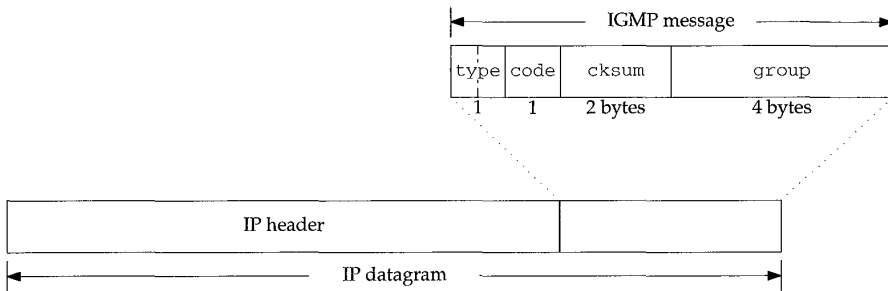 IGMP message
type code cksum group
1 1 2 bytes 4 bytes
IP header
IP datagram